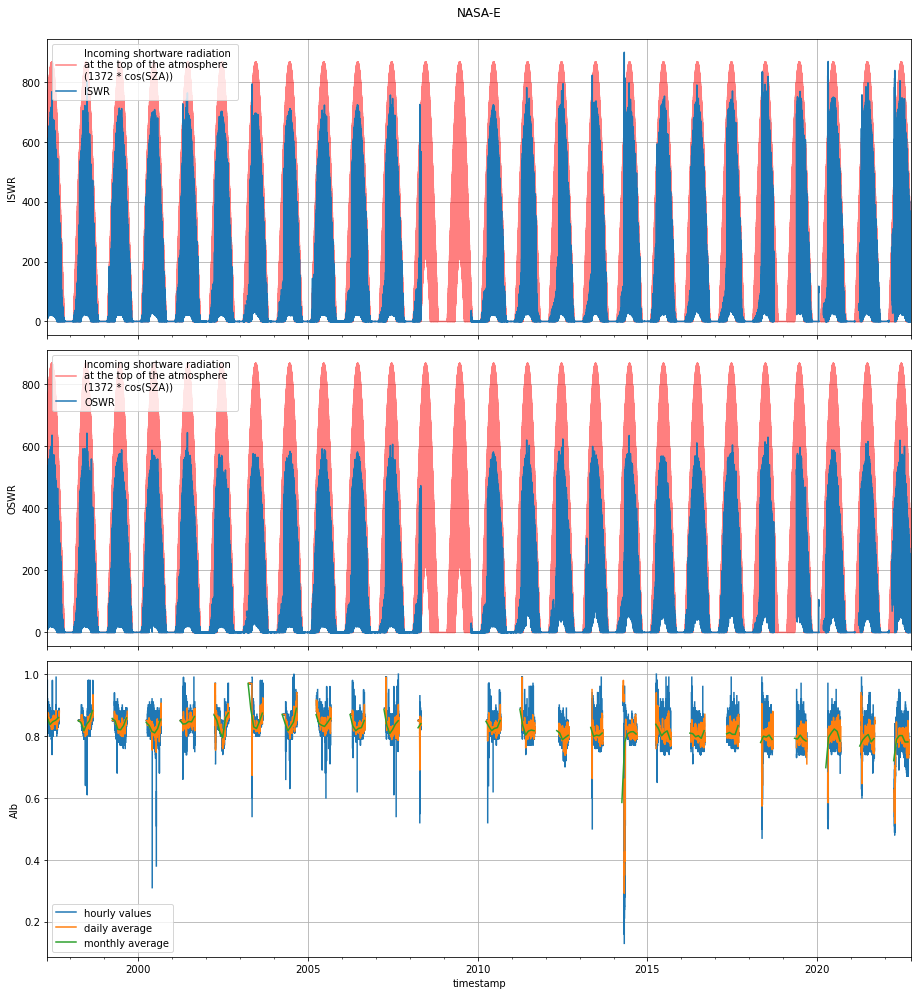 NASA-E
Incoming shortware radiation
at the top of the atmosphere
(1372 * cos(SZA))
ISWR
800
600
400
200
0
ISWR
Incoming shortware radiation
at the top of the atmosphere
(1372 * cos(SZA))
OSWR
800
600
400
200
0
OSWR
1.0
0.8
0.6
0.4
0.2
Alb
hourly values
daily average
monthly average
2000
2005
2010
2015
2020
timestamp